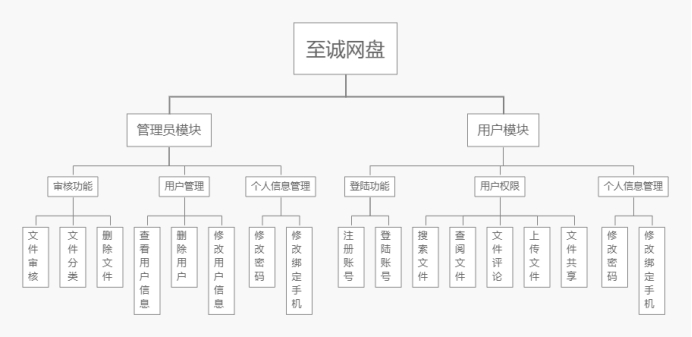 至诚网盘
管理员模块
用户模块
审核功能
用户管理
个人信息管理
登陆功能
用户权限
个人信息管理
文件审核
文件分类
删除文件
查看用户信息
删除用户
修改用户信息
修改密码
修改绑定手机
注册账号
登陆账号
搜索文件
查阅文件
文件评论
上传文件
文件共享
修改密码
修改绑定手机